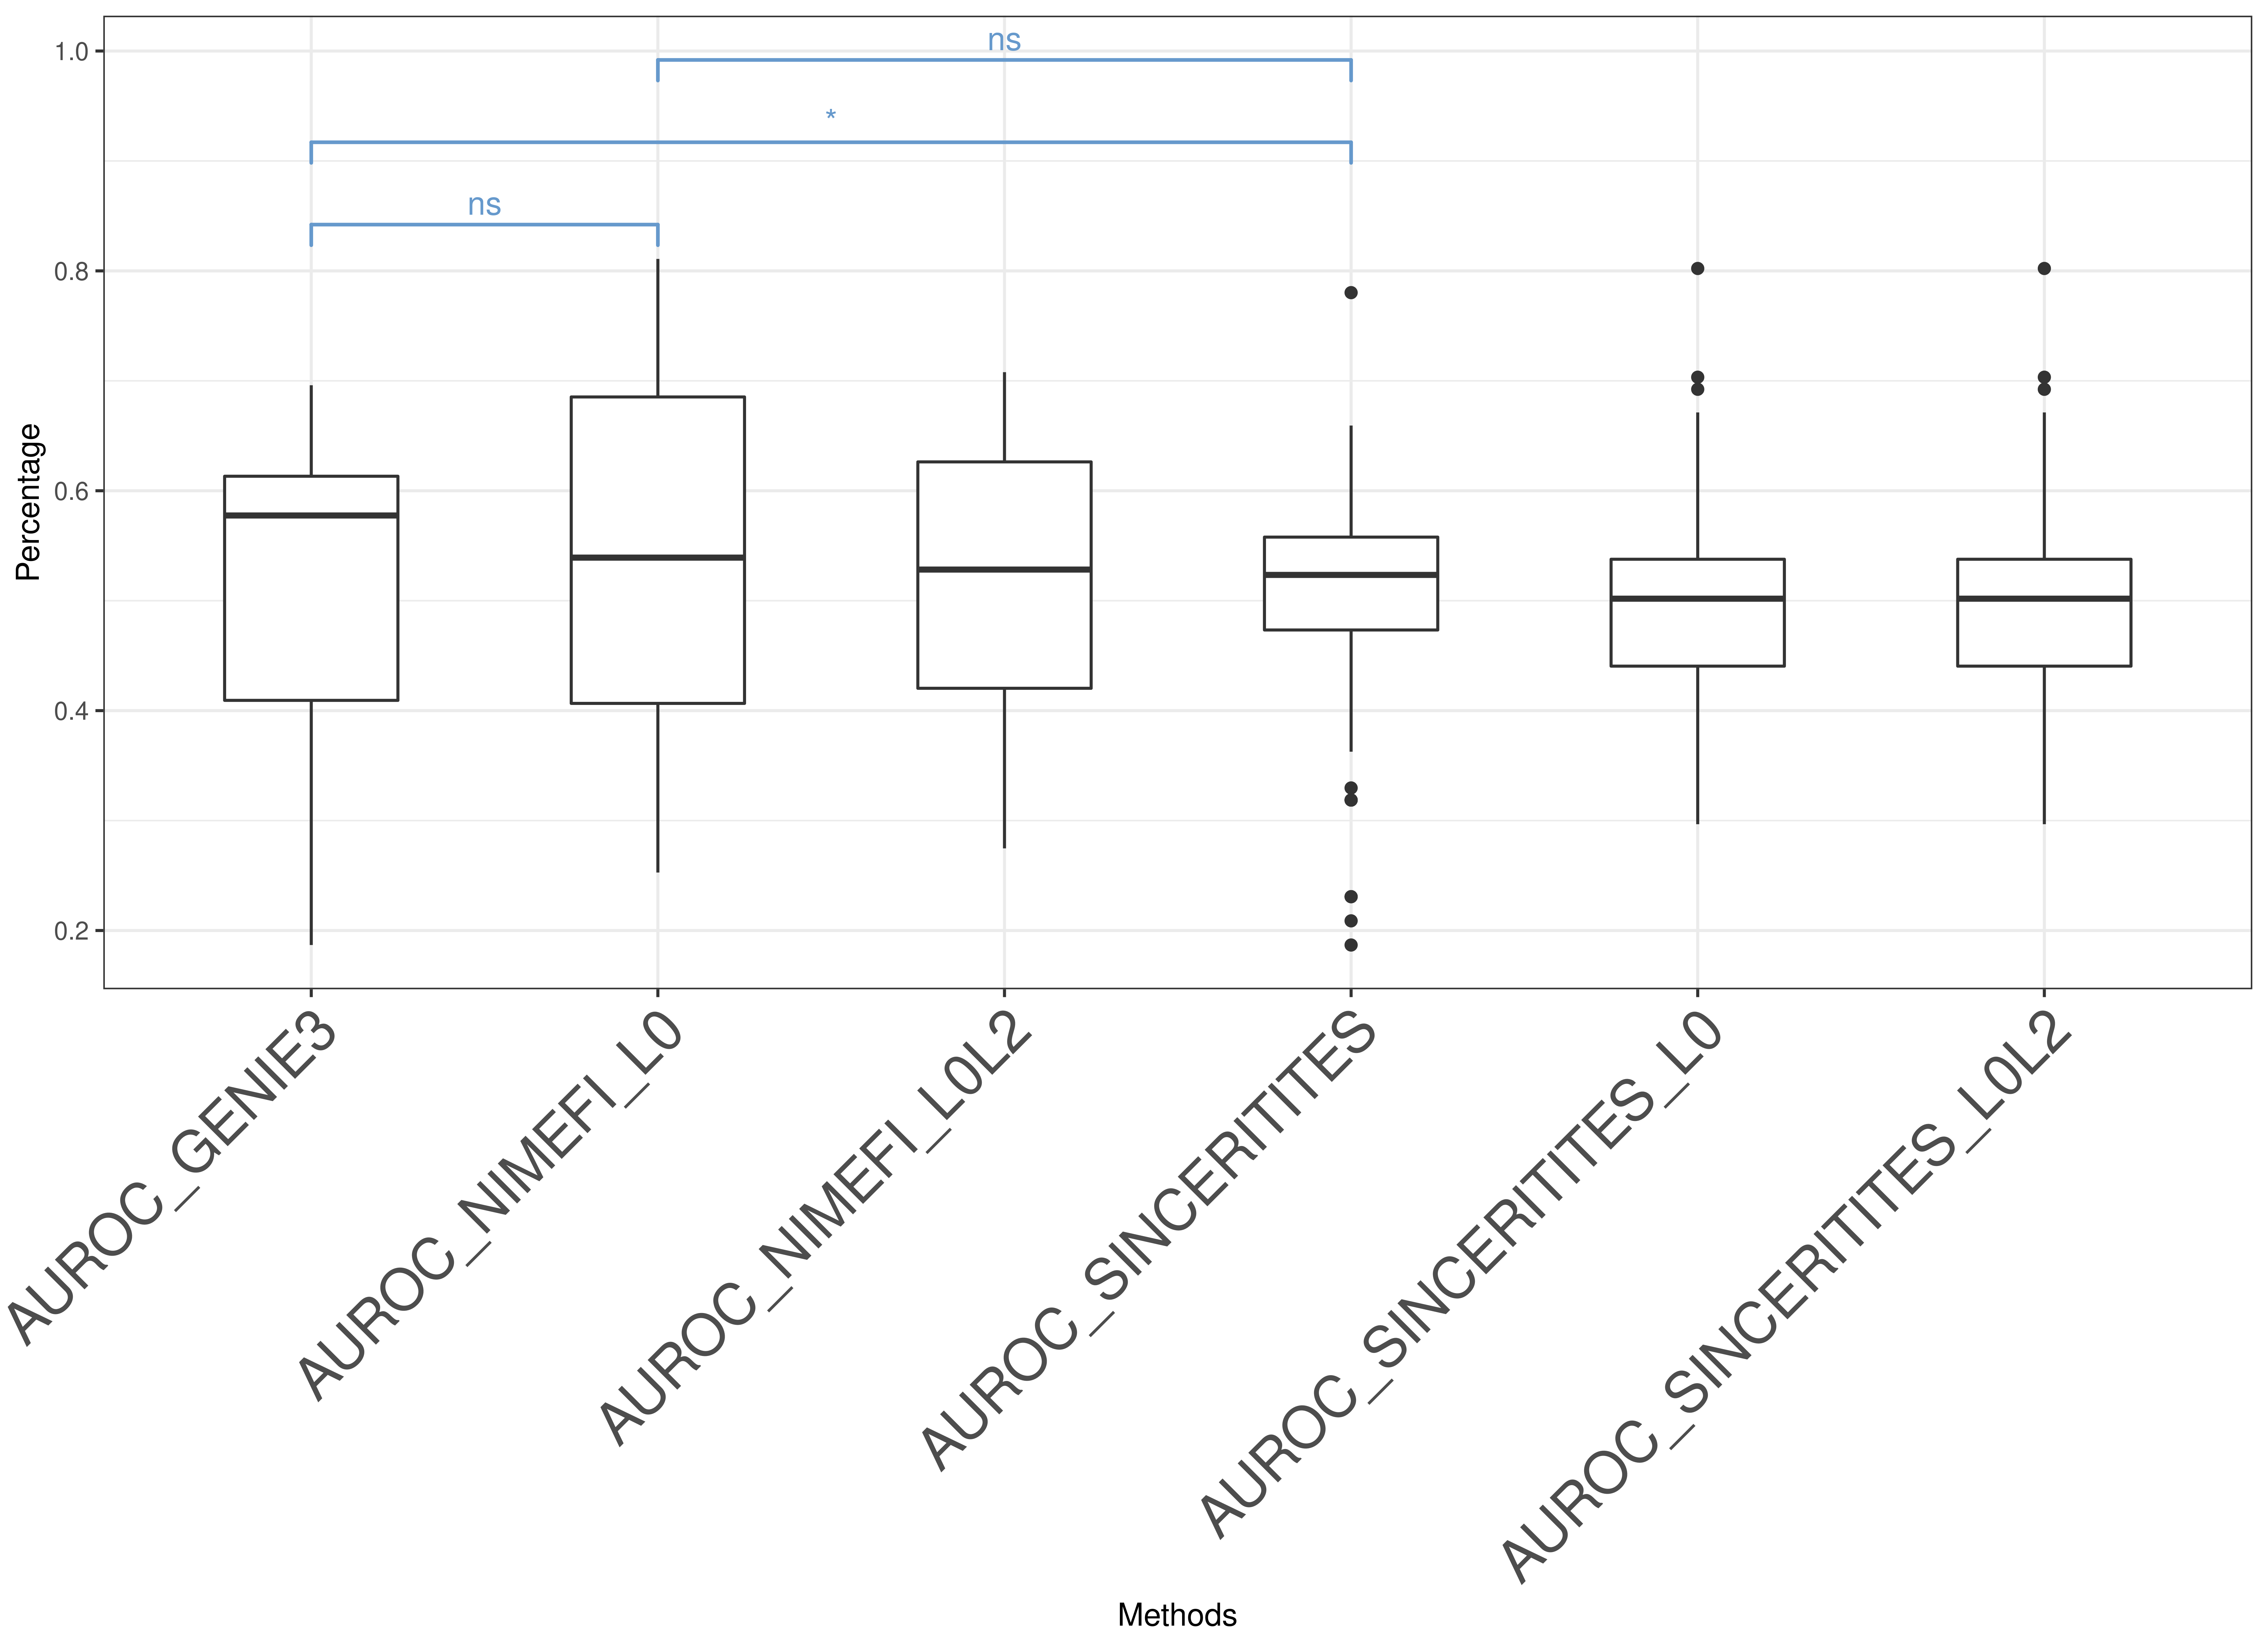 ns
*
ns
1.0
0.8
0.6
0.4
0.2
Percentage
AUROC_GENIE3
AUROC_NIMEFI_L0
AUROC_NIMEFI_L0L2
AUROC_SINCERITITES
AUROC_SINCERITITES_L0
AUROC_SINCERITITES_L0L2
Methods